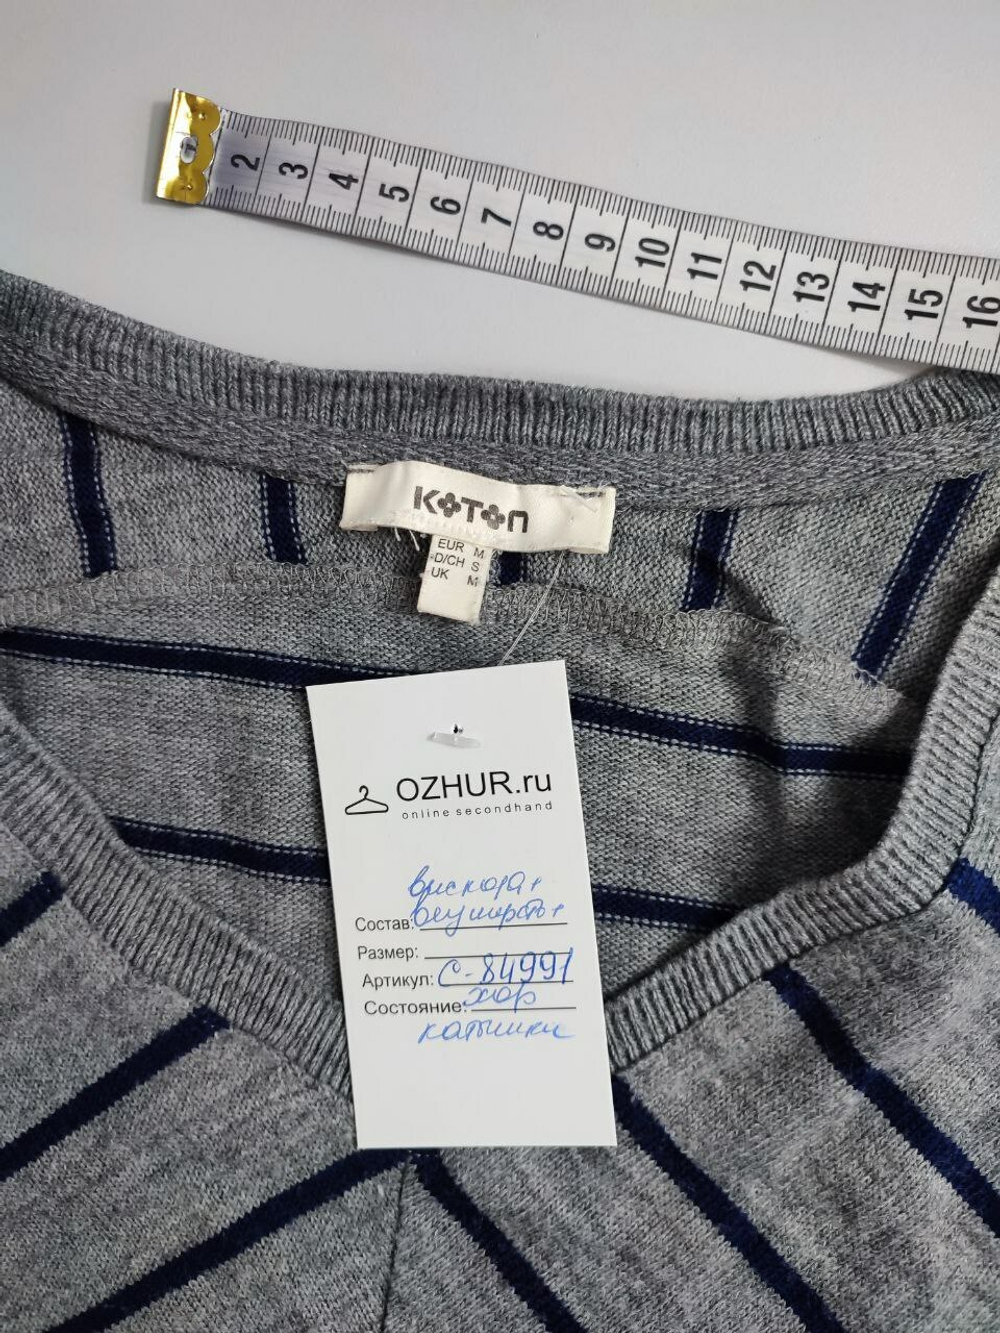 2 3 4 5 6 7 8 9 10 11 12 13 14 15 16
KOTON
EUR M
D/CH S
UK M
OZHUR.ru
online secondhand
вискоза+
Состав:
Размер:
Артикул: С-84991
Состояние: хор
катышки